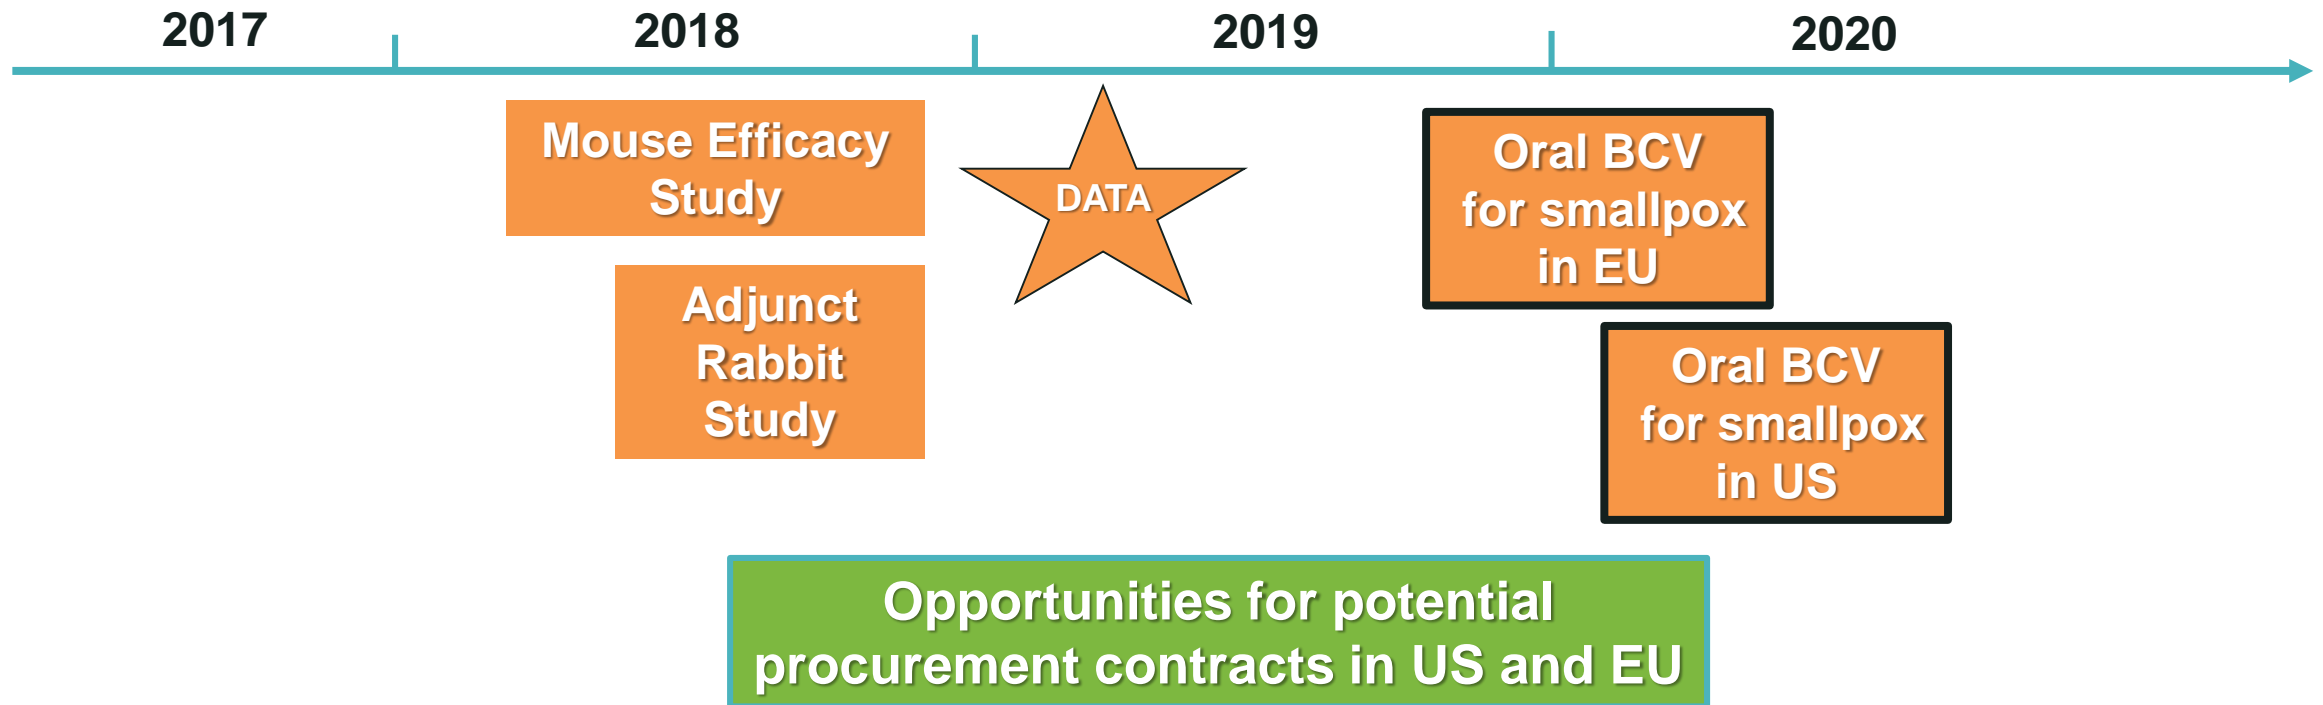 2017
2018
2019
2020
Mouse Efficacy
Study
Adjunct
Rabbit
Study
DATA
Oral BCV
for smallpox
in EU
Oral BCV
for smallpox
in US
Opportunities for potential
procurement contracts in US and EU